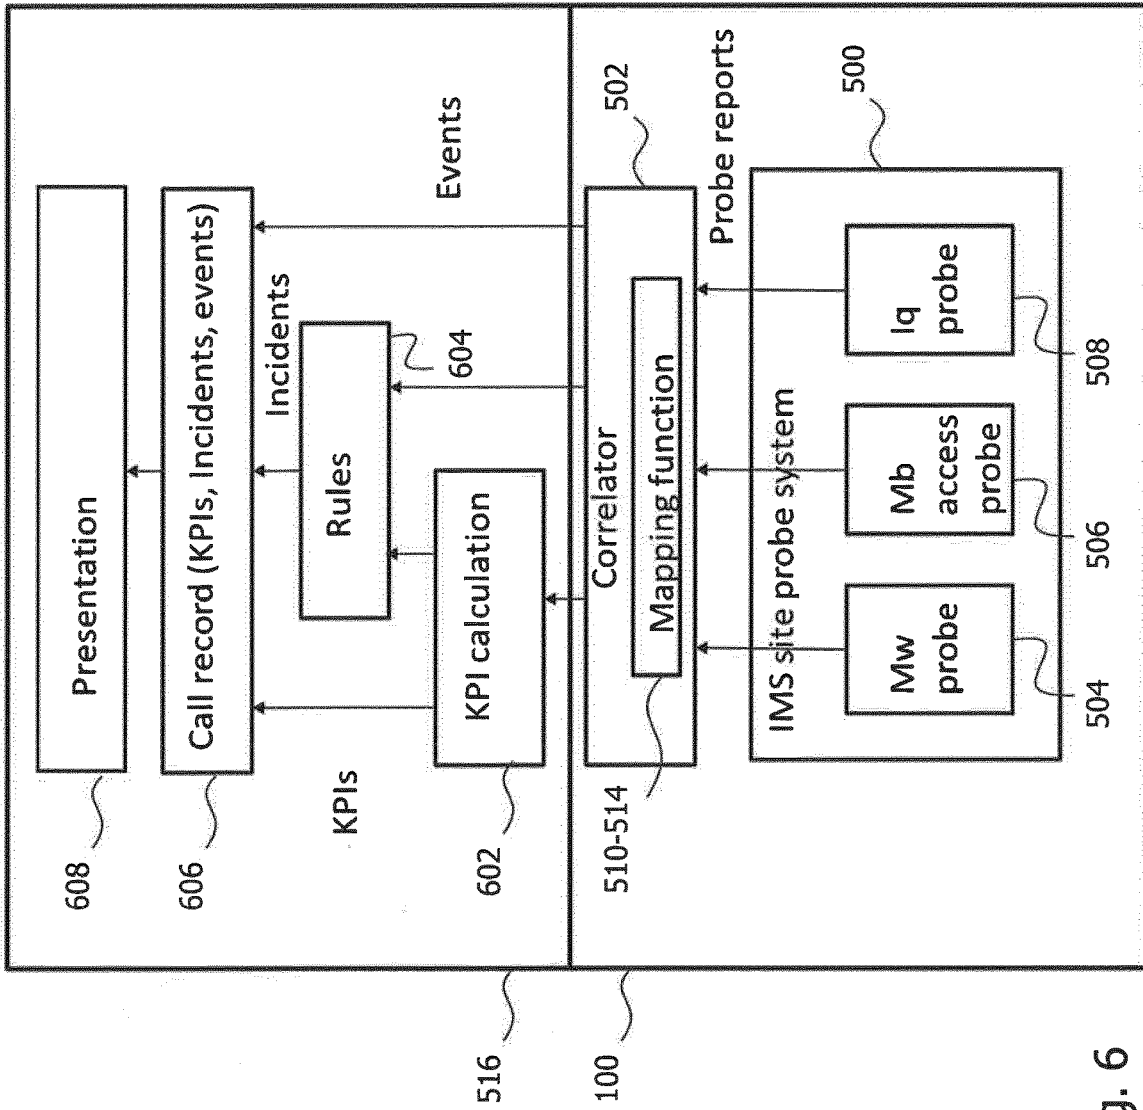 608
Presentation
606
Call record (KPIs, Incidents, events)
KPIs
Incidents
Events
Rules
604
602
KPI calculation
516
100
Correlator
502
510-514
Mapping function
Probe reports
IMS site probe system
500
Mw
probe
Mb
access
probe
Iq
probe
504
506
508
g. 6